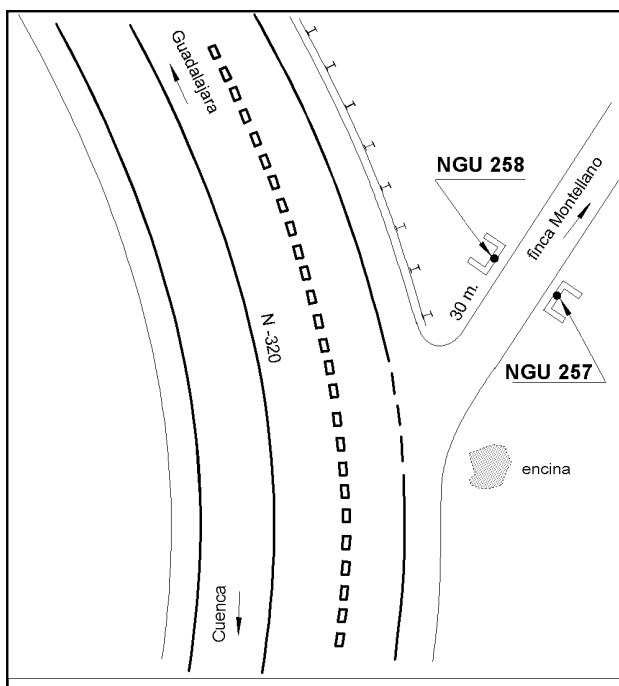 Guadalajara
NGU 258
finca Montellano
30 m.
N -320
NGU 257
encina
Cuenca